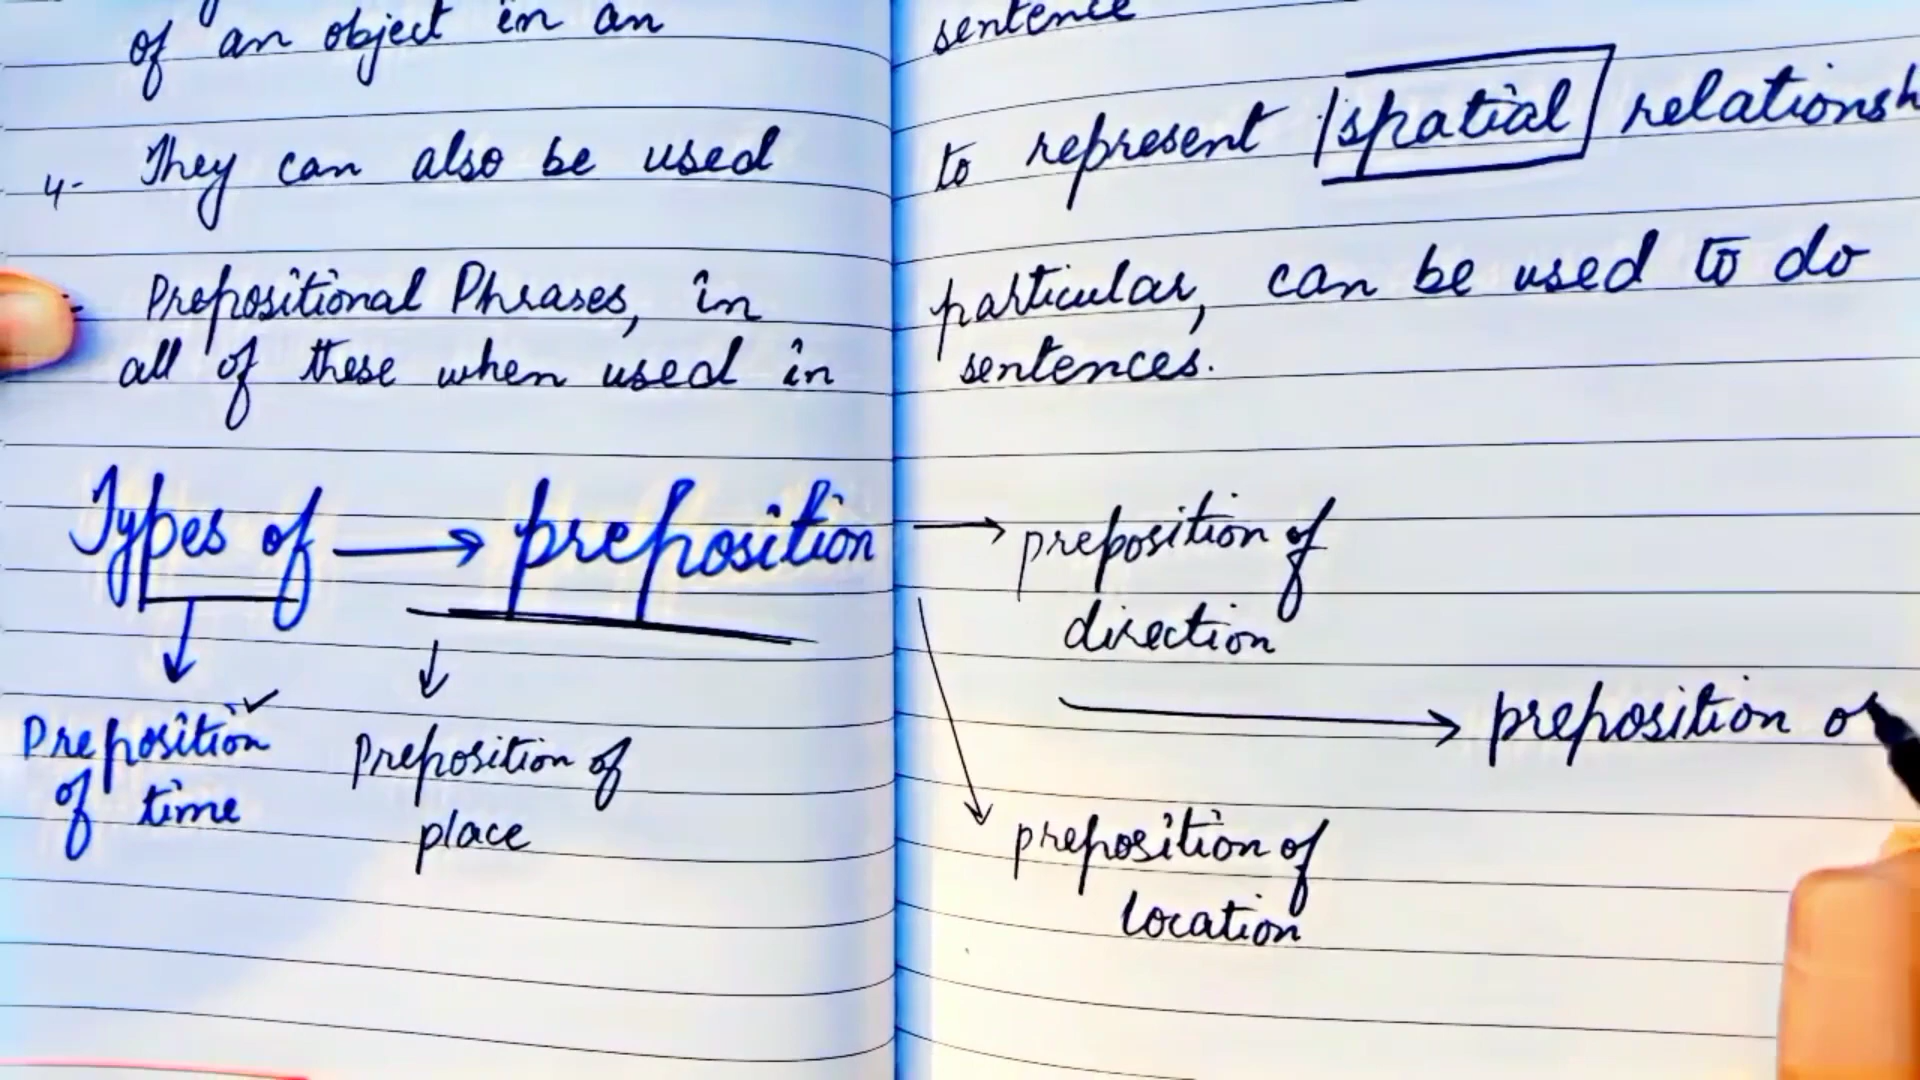 of an object in an sentence
4- They can also be used to represent spatial relationsh
Prepositional Phrases, in particular, can be used to do
all of these when used in sentences.
Types of → preposition → preposition of
direction
Preposition ✓
of time
Preposition of
place
→ preposition of
preposition of
location